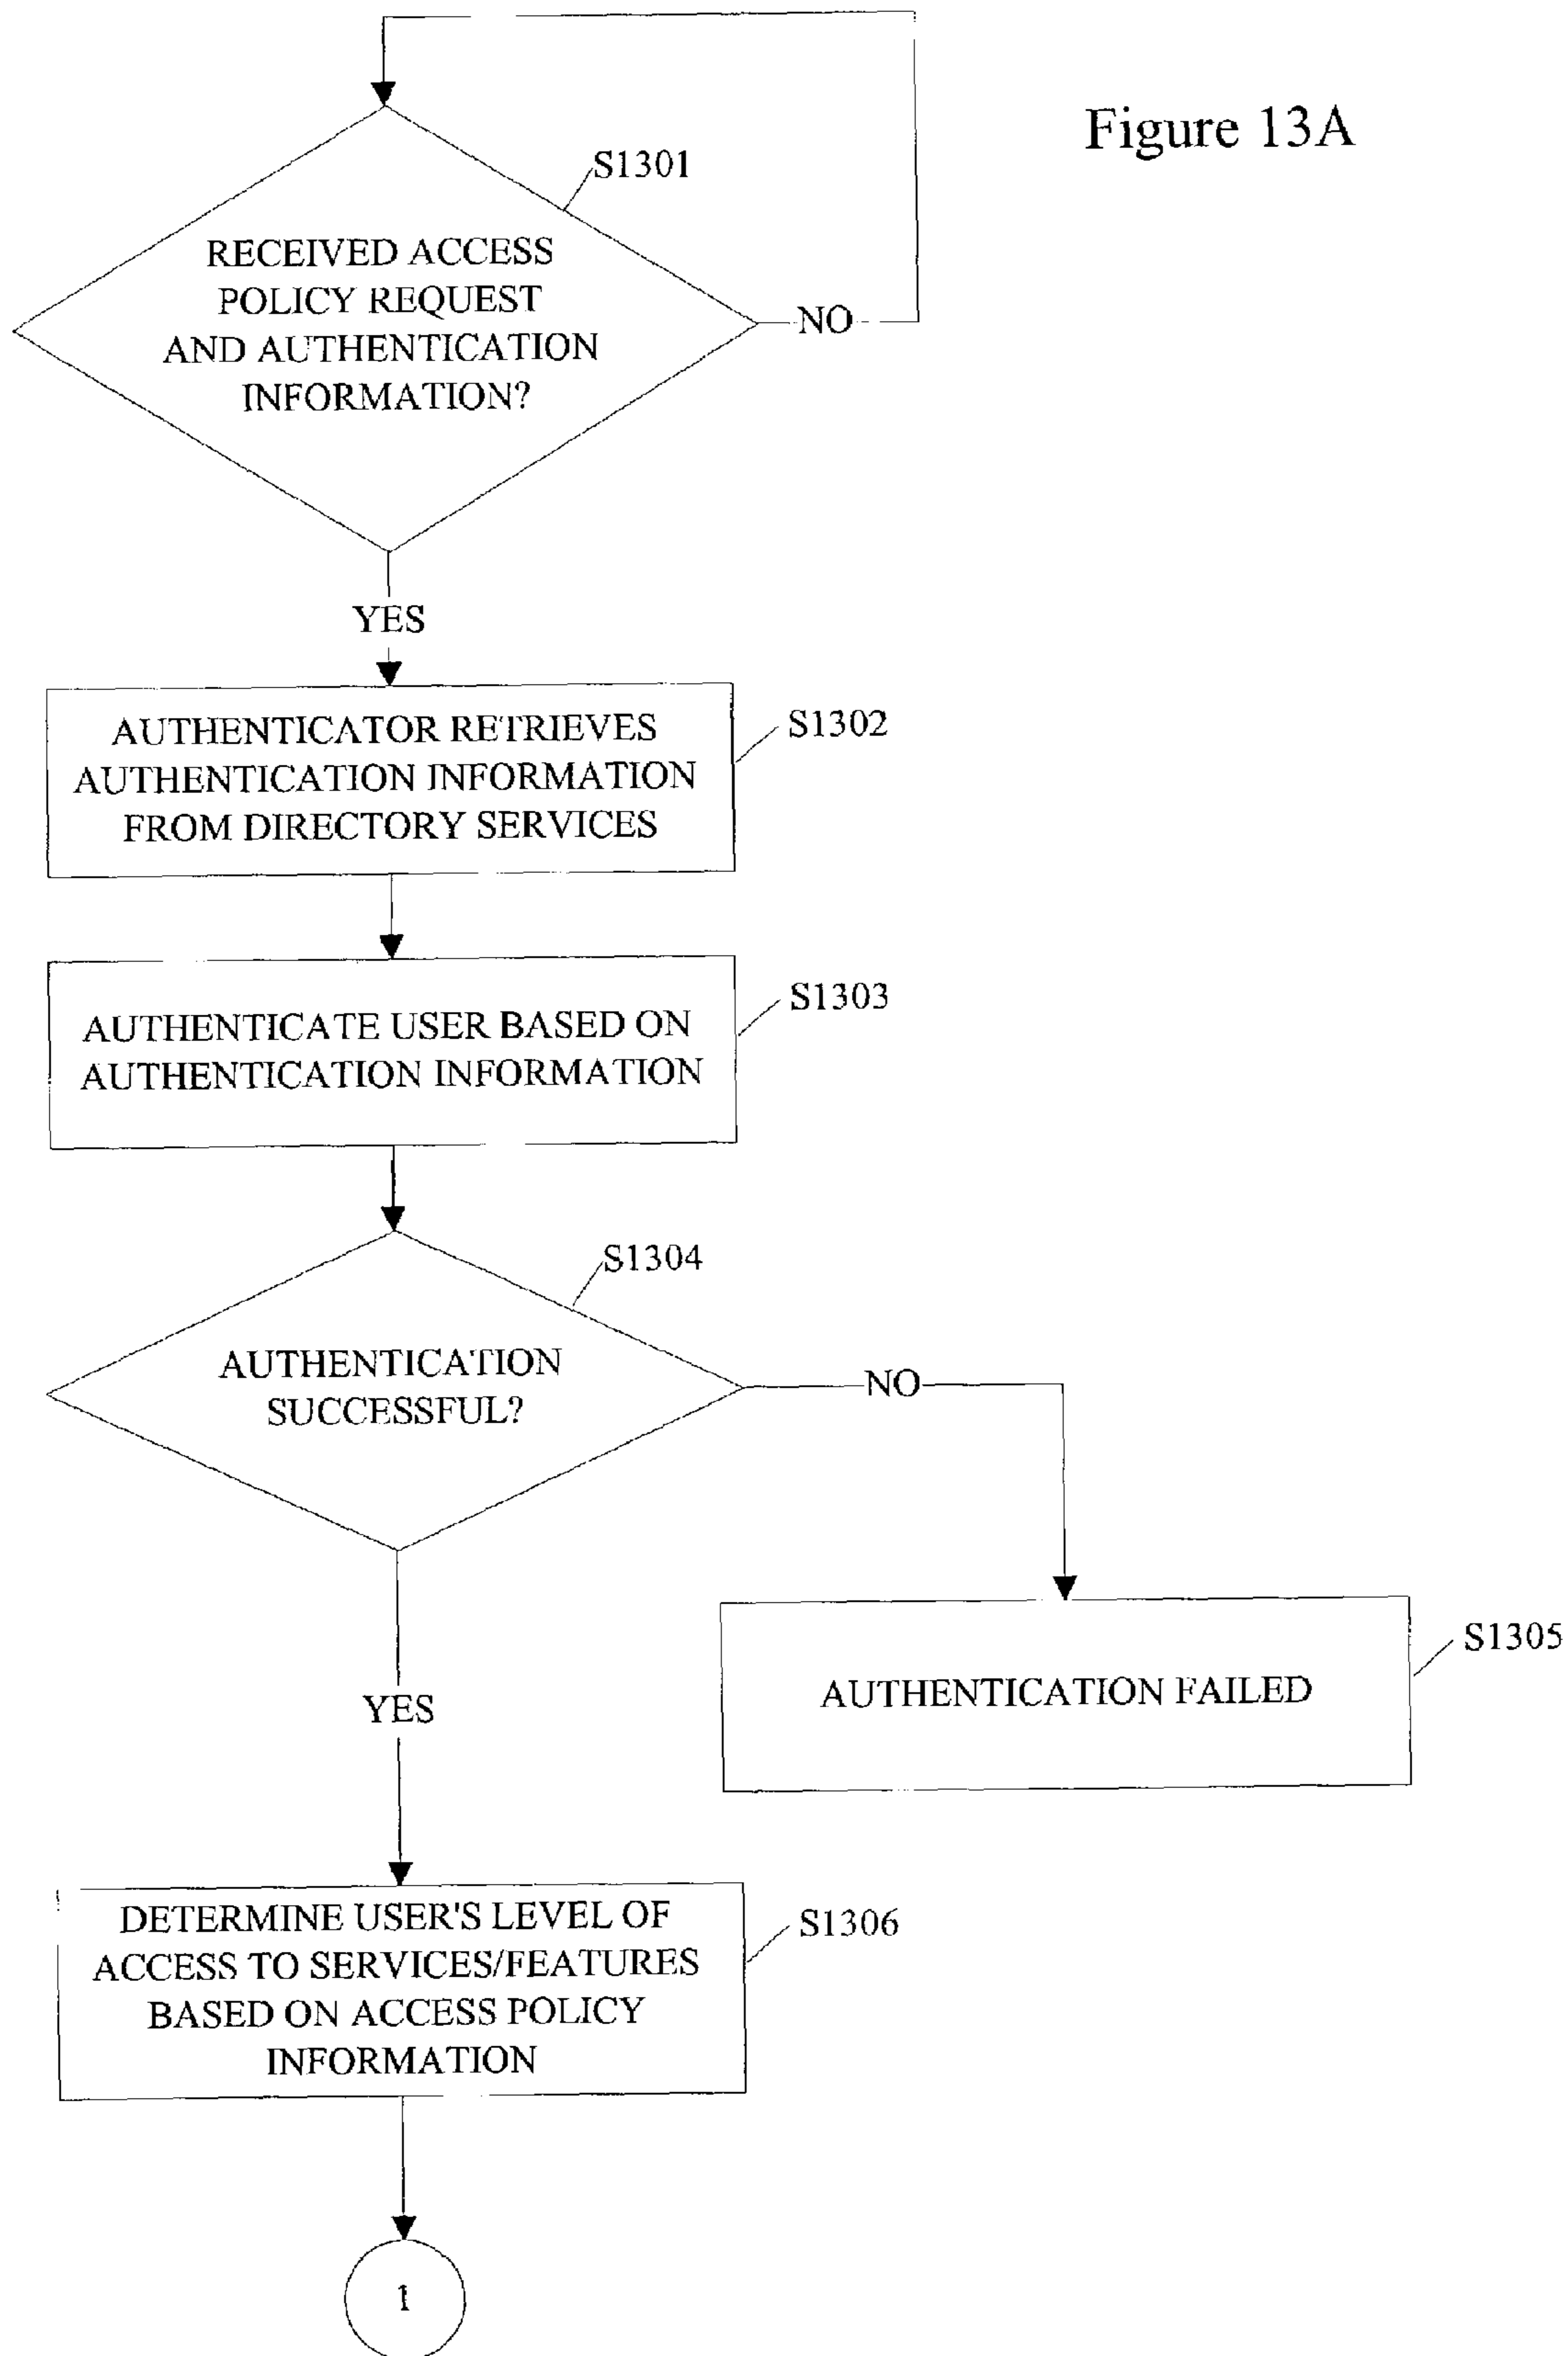 Figure 13A
S1301
RECEIVED ACCESS
POLICY REQUEST
AND AUTHENTICATION
INFORMATION?
NO
YES
AUTHENTICATOR RETRIEVES
AUTHENTICATION INFORMATION
FROM DIRECTORY SERVICES
S1302
AUTHENTICATE USER BASED ON
AUTHENTICATION INFORMATION
S1303
S1304
AUTHENTICATION
SUCCESSFUL?
NO
YES
AUTHENTICATION FAILED
S1305
DETERMINE USER'S LEVEL OF
ACCESS TO SERVICES/FEATURES
BASED ON ACCESS POLICY
INFORMATION
S1306
1